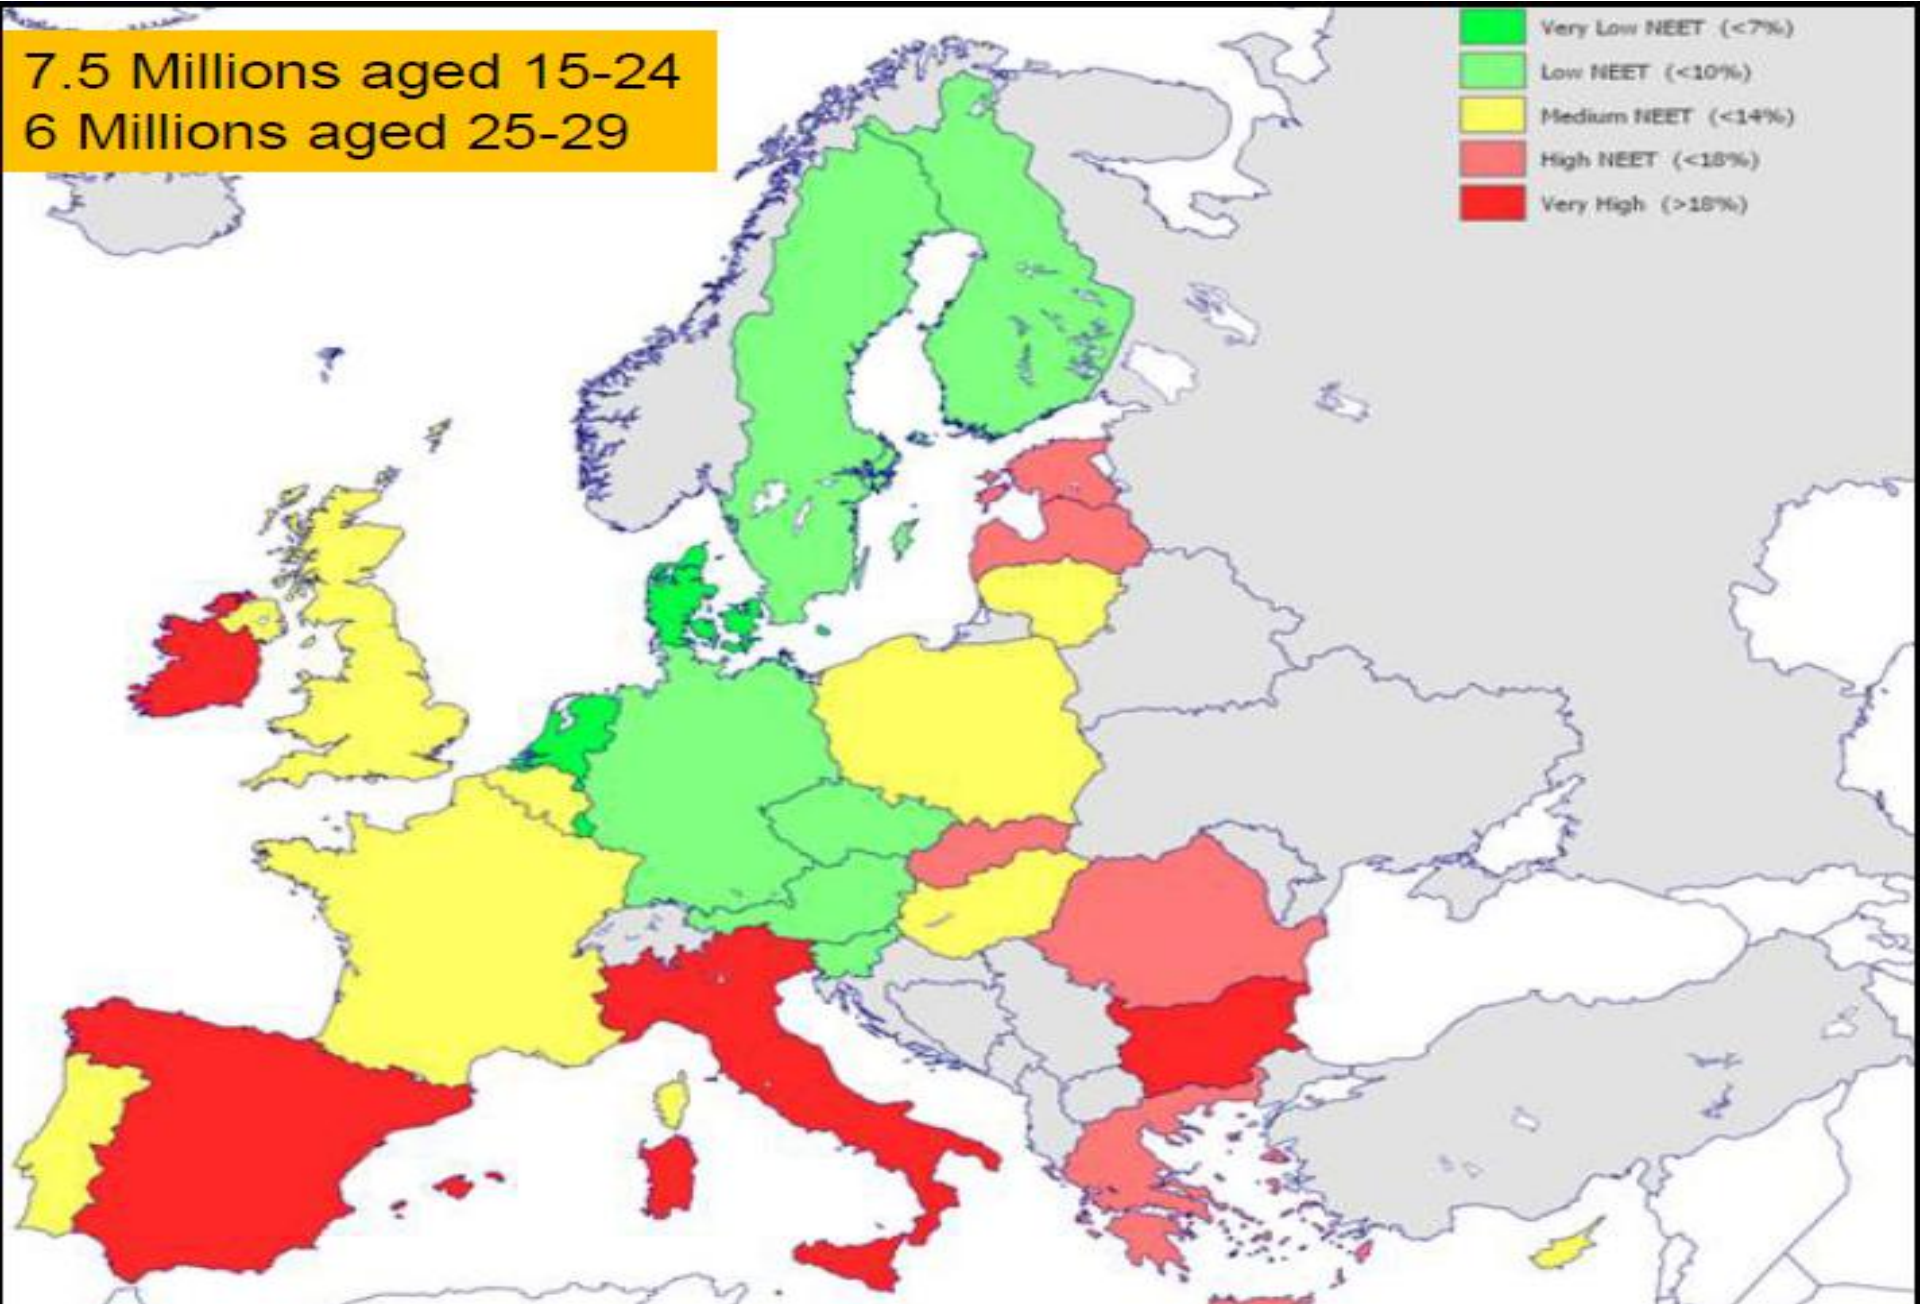 7.5 Millions aged 15-24
6 Millions aged 25-29
Very Low NEET (<7%)
Low NEET (<10%)
Medium NEET (<14%)
High NEET (<18%)
Very High (>18%)